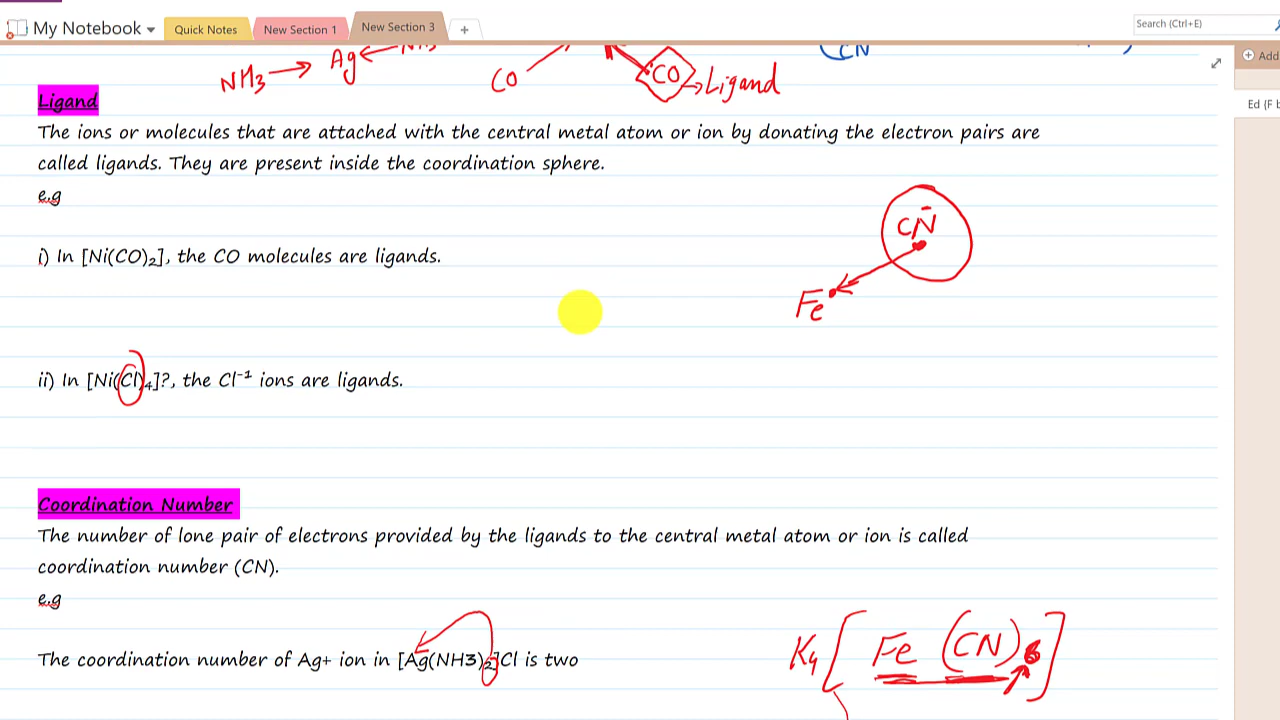 My Notebook Quick Notes New Section 1 New Section 3 +
Search (Ctrl+E)
Add
Ed {F b
NH3 → Ag ← NH3
CO
CO → Ligand
CN
Ligand
The ions or molecules that are attached with the central metal atom or ion by donating the electron pairs are
called ligands. They are present inside the coordination sphere.
e.g
CN̄
Fe
i) In [Ni(CO)₂], the CO molecules are ligands.
ii) In [Ni(Cl)₄]?, the Cl⁻¹ ions are ligands.
Coordination Number
The number of lone pair of electrons provided by the ligands to the central metal atom or ion is called
coordination number (CN).
e.g
The coordination number of Ag+ ion in [Ag(NH3)₂]Cl is two
K₄[Fe(CN)₆]